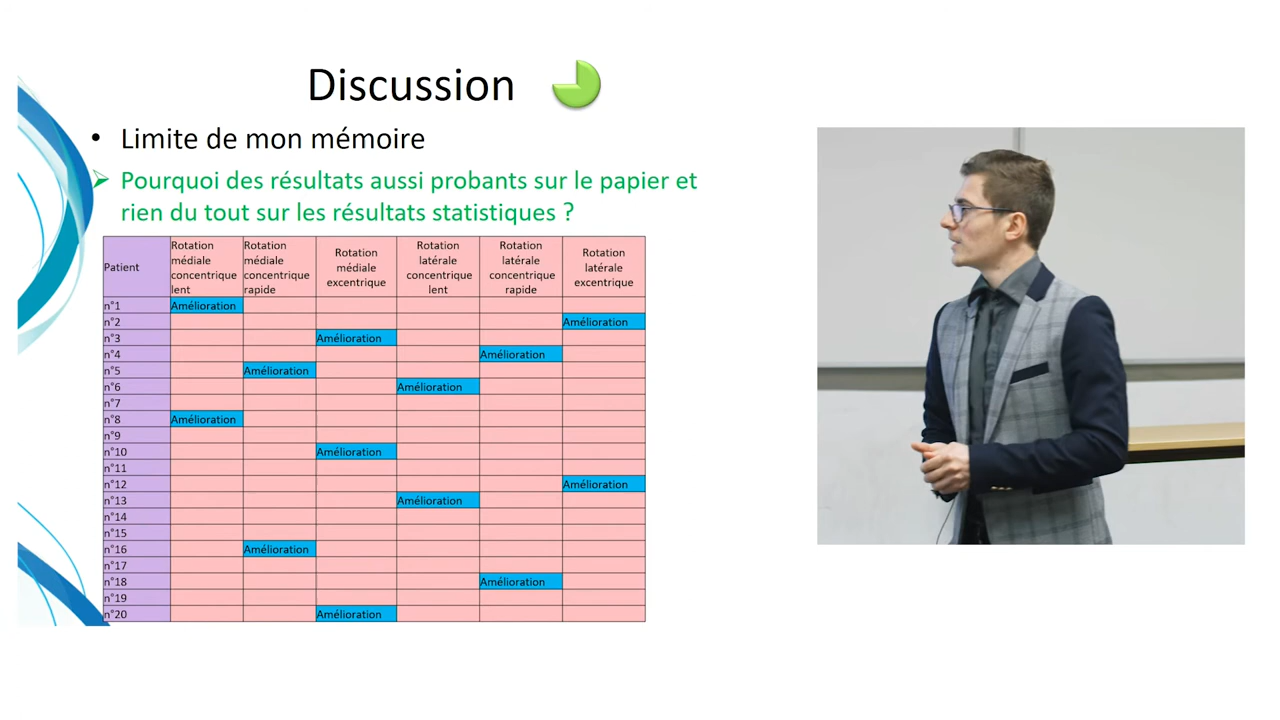 Discussion
• Limite de mon mémoire
Pourquoi des résultats aussi probants sur le papier et
rien du tout sur les résultats statistiques ?
Patient
Rotation
médiale
concentrique
lent
Rotation
médiale
concentrique
rapide
Rotation
médiale
excentrique
Rotation
latérale
concentrique
lent
Rotation
latérale
concentrique
rapide
Rotation
latérale
excentrique
n°1 Amélioration
n°2 Amélioration
n°3 Amélioration
n°4 Amélioration
n°5 Amélioration
n°6 Amélioration
n°7
n°8 Amélioration
n°9
n°10 Amélioration
n°11
n°12 Amélioration
n°13 Amélioration
n°14
n°15
n°16 Amélioration
n°17
n°18 Amélioration
n°19
n°20 Amélioration